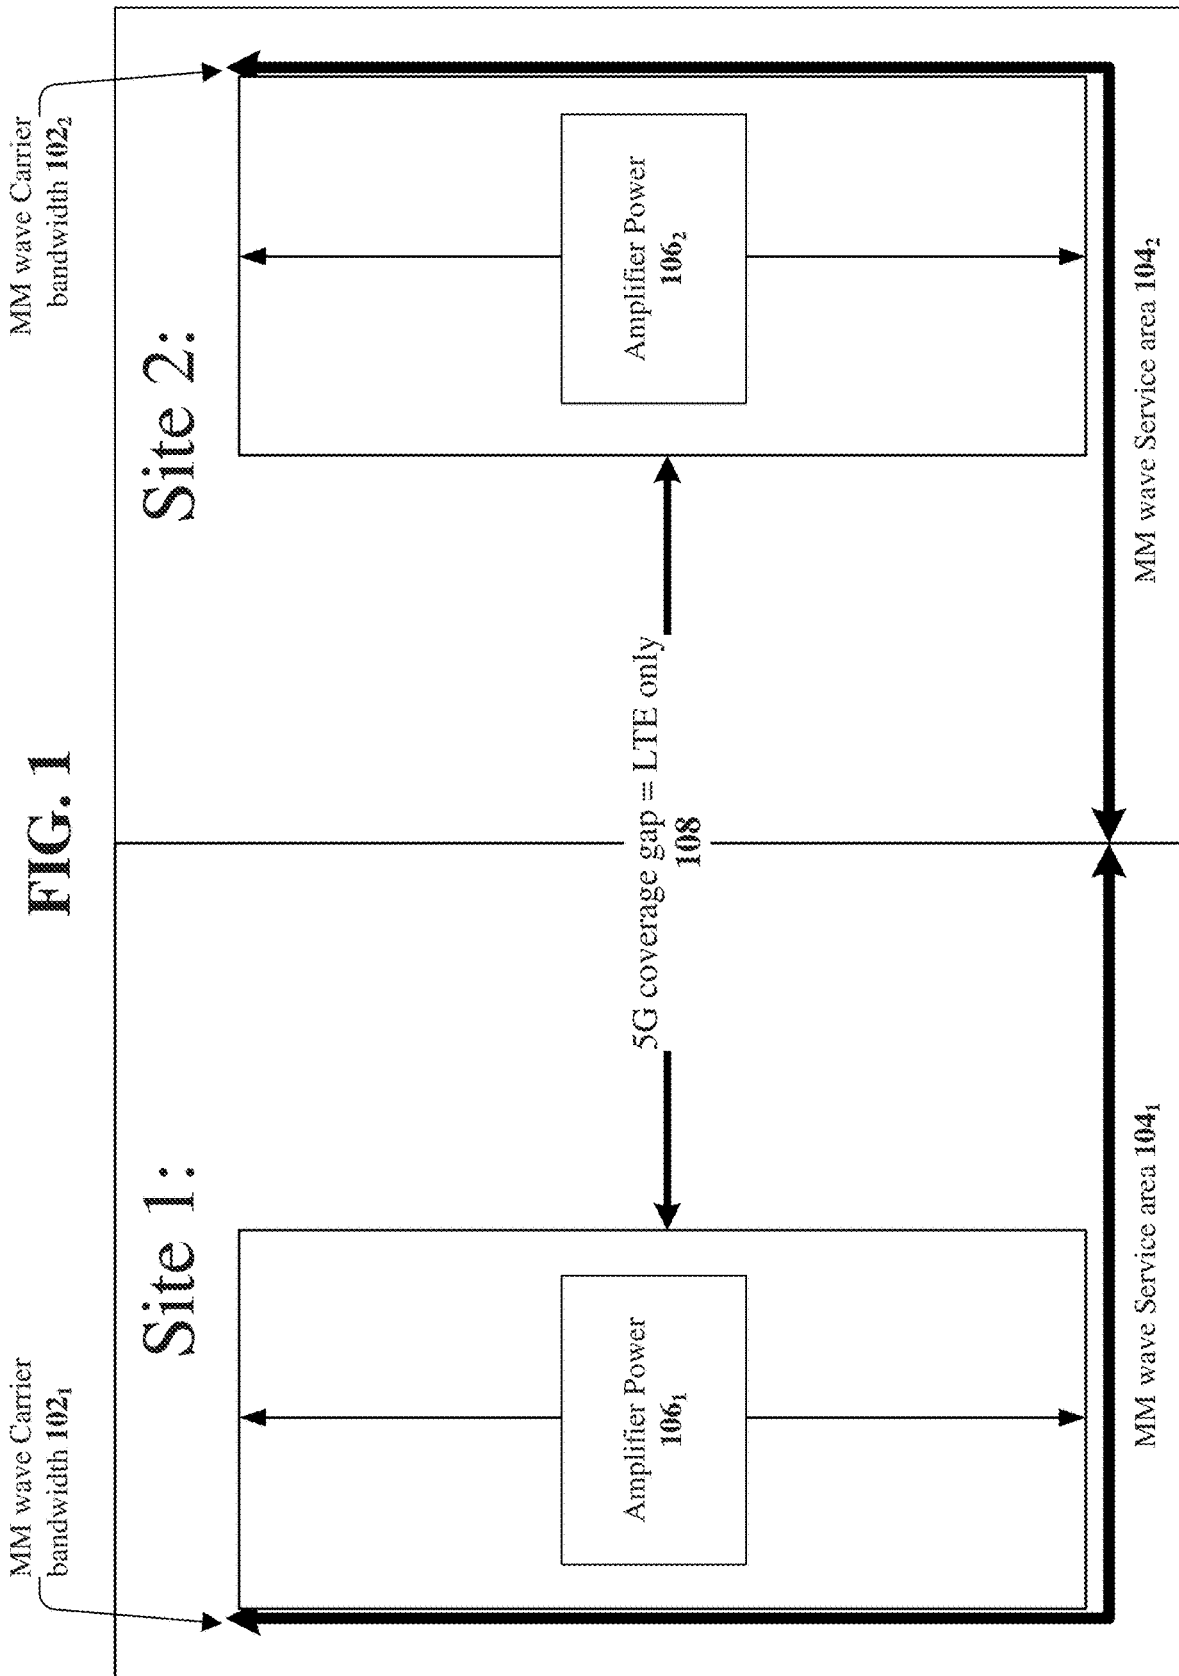 FIG. 1
MM wave Carrier
bandwidth 102₁
MM wave Carrier
bandwidth 102₂
Site 1:
Site 2:
Amplifier Power
106₁
5G coverage gap = LTE only
108
Amplifier Power
106₂
MM wave Service area 104₁
MM wave Service area 104₂